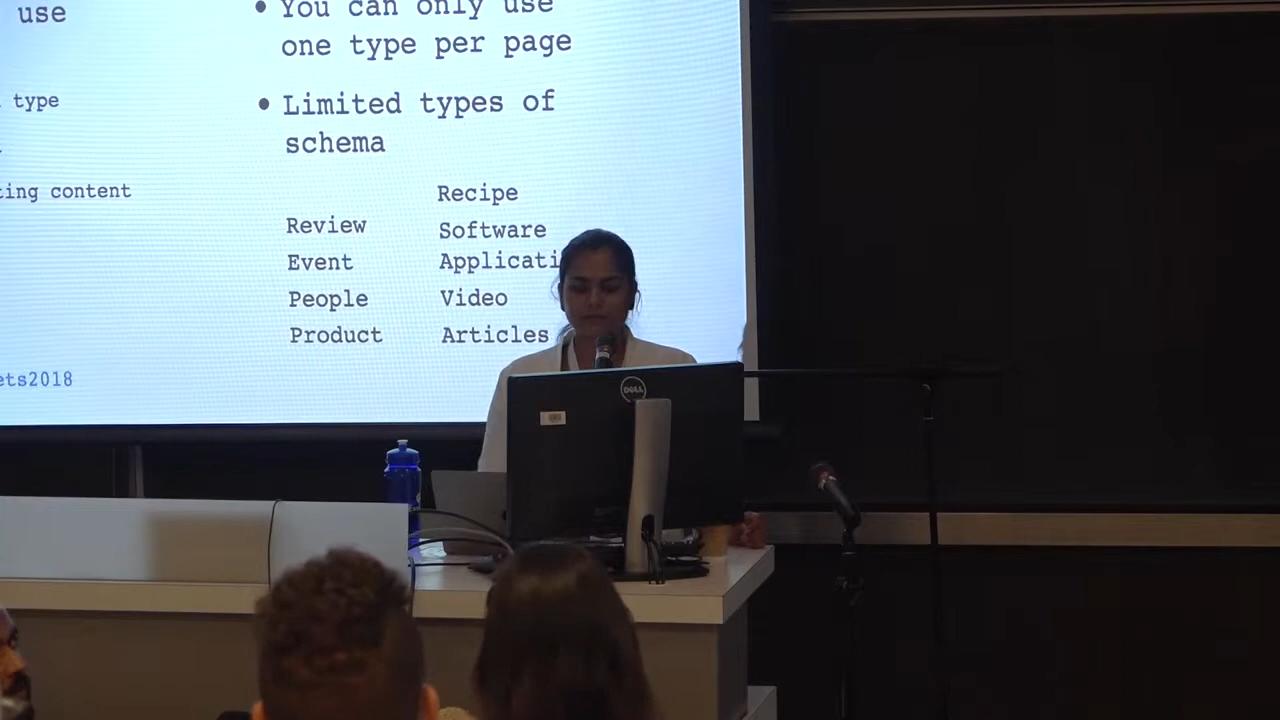 use
type
ting content
ets2018
• You can only use
one type per page
• Limited types of
schema
Review
Event
People
Product
Recipe
Software
Applicati
Video
Articles
DELL